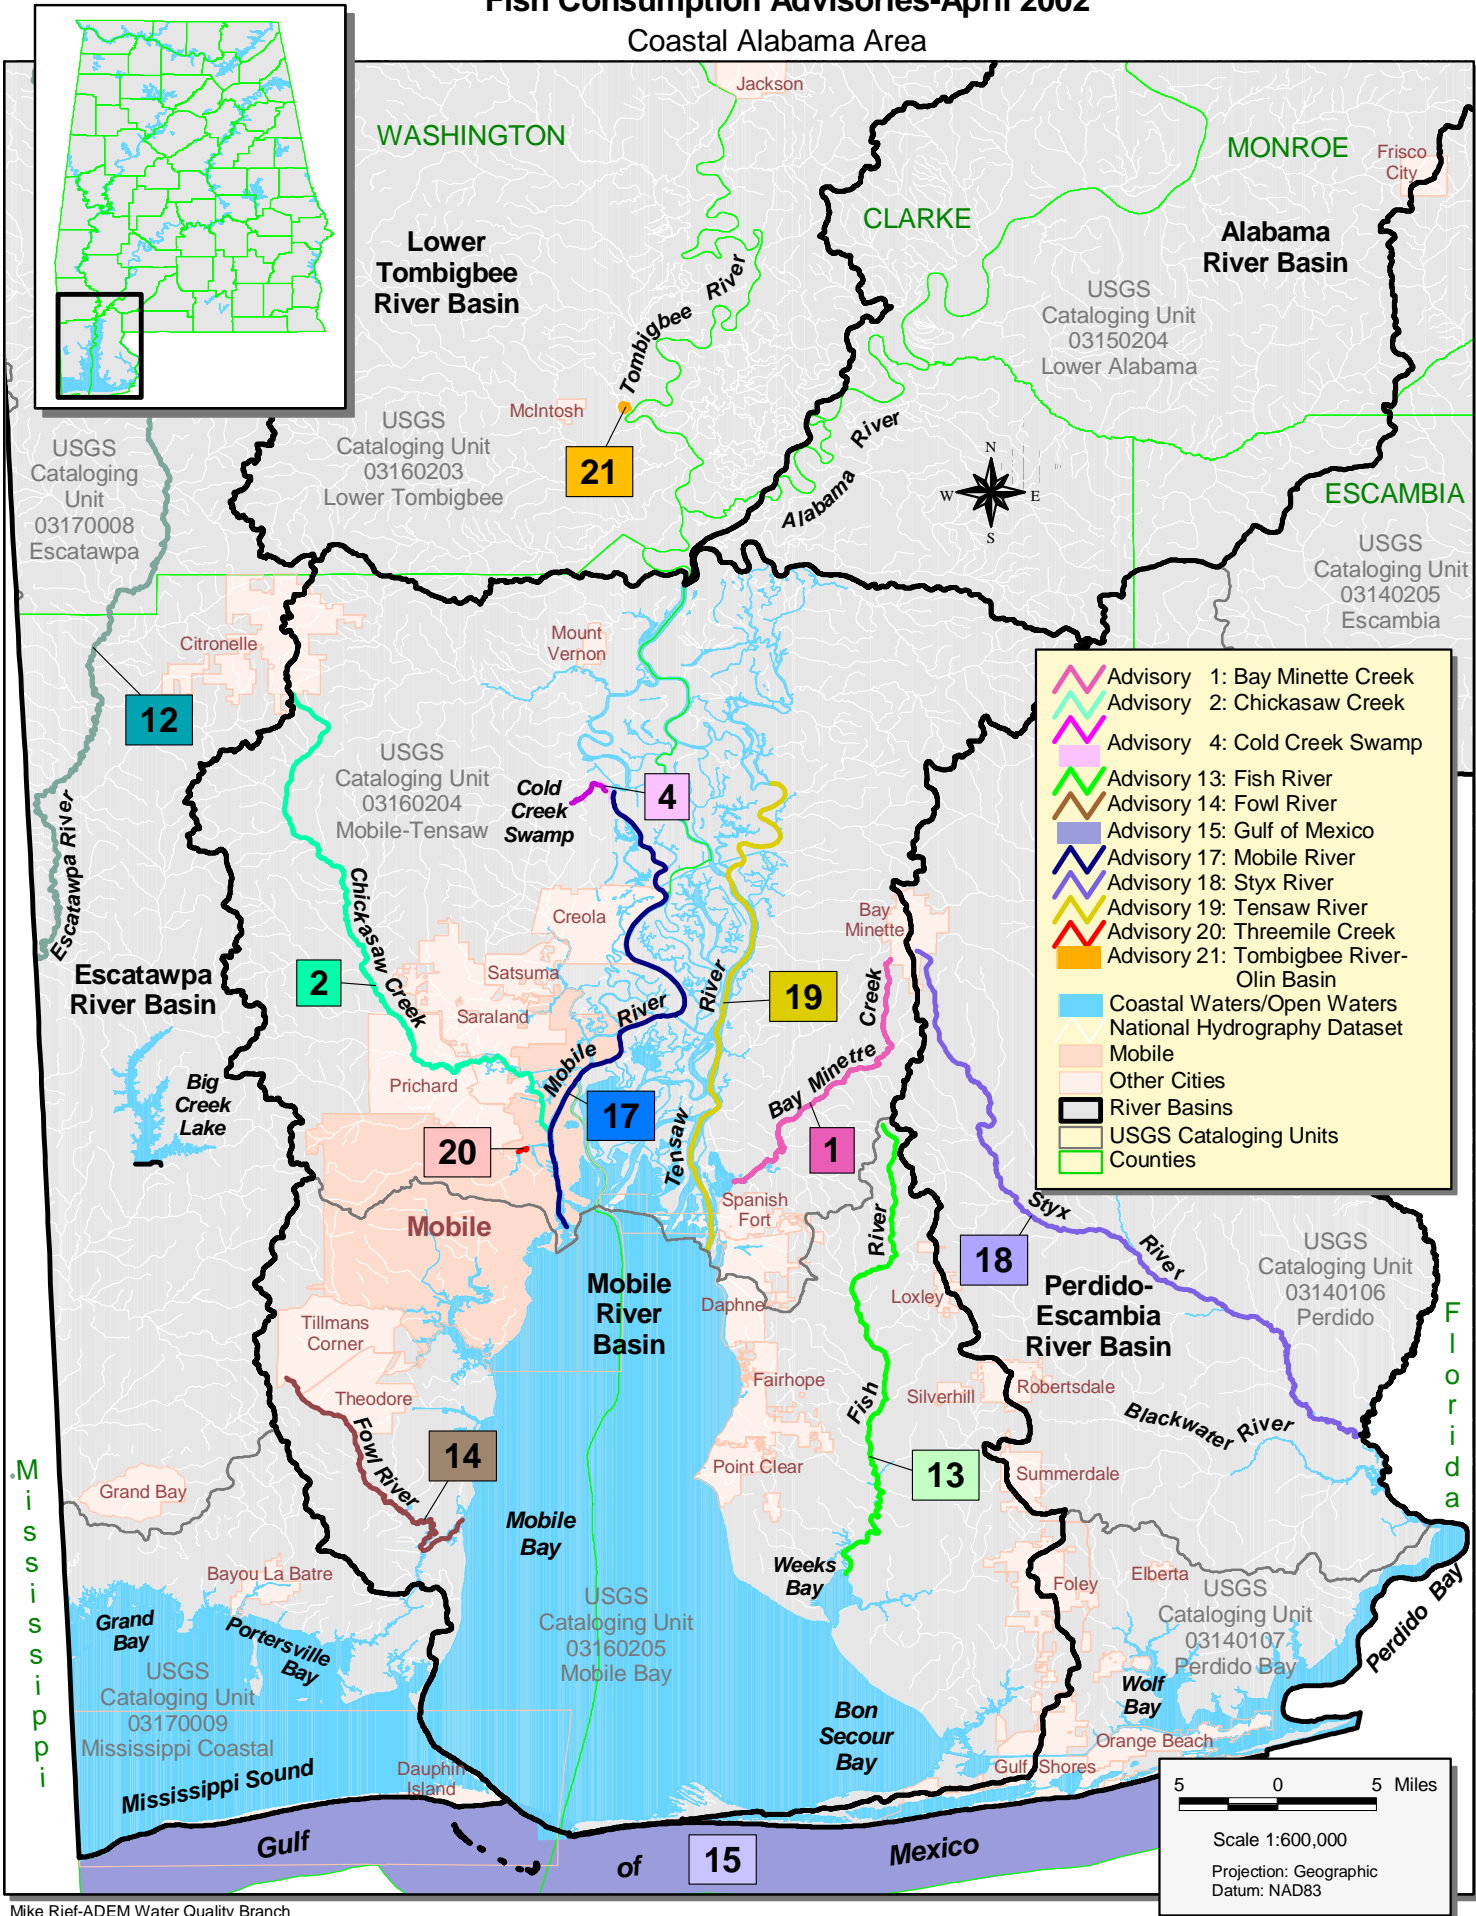 Fish Consumption Advisories-April 2002
Coastal Alabama Area
Jackson
WASHINGTON
MONROE
Frisco
City
CLARKE
Lower
Tombigbee
River Basin
Alabama
River Basin
Tombigbee River
USGS
Cataloging Unit
03150204
Lower Alabama
McIntosh
USGS
Cataloging Unit
03160203
Lower Tombigbee
21
Alabama River
N
W
E
S
USGS
Cataloging
Unit
03170008
Escatawpa
ESCAMBIA
USGS
Cataloging Unit
03140205
Escambia
Citronelle
Mount
Vernon
12
Advisory 1: Bay Minette Creek
Advisory 2: Chickasaw Creek
Advisory 4: Cold Creek Swamp
Advisory 13: Fish River
Advisory 14: Fowl River
Advisory 15: Gulf of Mexico
Advisory 17: Mobile River
Advisory 18: Styx River
Advisory 19: Tensaw River
Advisory 20: Threemile Creek
Advisory 21: Tombigbee River-
Olin Basin
Coastal Waters/Open Waters
National Hydrography Dataset
Mobile
Other Cities
River Basins
USGS Cataloging Units
Counties
USGS
Cataloging Unit
03160204
Mobile-Tensaw
Cold
Creek
Swamp
4
Escatawpa River
Chickasaw Creek
Creola
Bay
Minette
Escatawpa
River Basin
2
Satsuma
Saraland
Mobile River
Tensaw River
19
Bay Minette Creek
Prichard
Big
Creek
Lake
17
20
1
Mobile
Spanish
Fort
Fish River
Styx River
18
USGS
Cataloging Unit
03140106
Perdido
Mobile
River
Basin
Daphne
Loxley
Perdido-
Escambia
River Basin
Florida
Tillmans
Corner
Theodore
Fairhope
Silverhill
Robertsdale
Blackwater River
Fowl River
14
Point Clear
13
Summerdale
Mississippi
Grand Bay
Mobile
Bay
Weeks
Bay
Bayou La Batre
Foley
Elberta
USGS
Cataloging Unit
03140107
Perdido Bay
Perdido Bay
Grand
Bay
Portersville
Bay
USGS
Cataloging Unit
03160205
Mobile Bay
USGS
Cataloging Unit
03170009
Mississippi Coastal
Wolf
Bay
Bon
Secour
Bay
Orange Beach
Gulf Shores
Dauphin
Island
Mississippi Sound
Gulf of Mexico
15
5 0 5 Miles
Scale 1:600,000
Projection: Geographic
Datum: NAD83
Mike Rief-ADEM Water Quality Branch